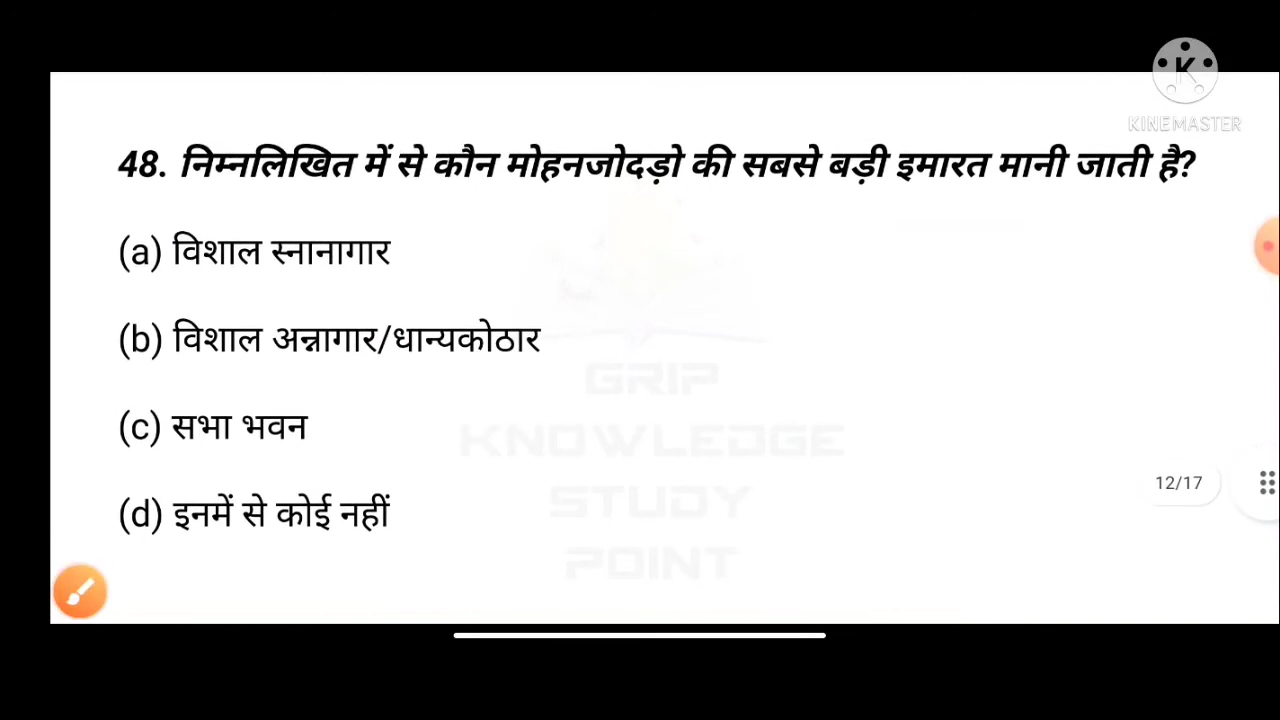 KINEMASTER
48. निम्नलिखित में से कौन मोहनजोदड़ो की सबसे बड़ी इमारत मानी जाती है?
(a) विशाल स्नानागार
(b) विशाल अन्नागार/धान्यकोठार
GRIP
(c) सभा भवन
KNOWLEDGE
12/17
STUDY
(d) इनमें से कोई नहीं
POINT